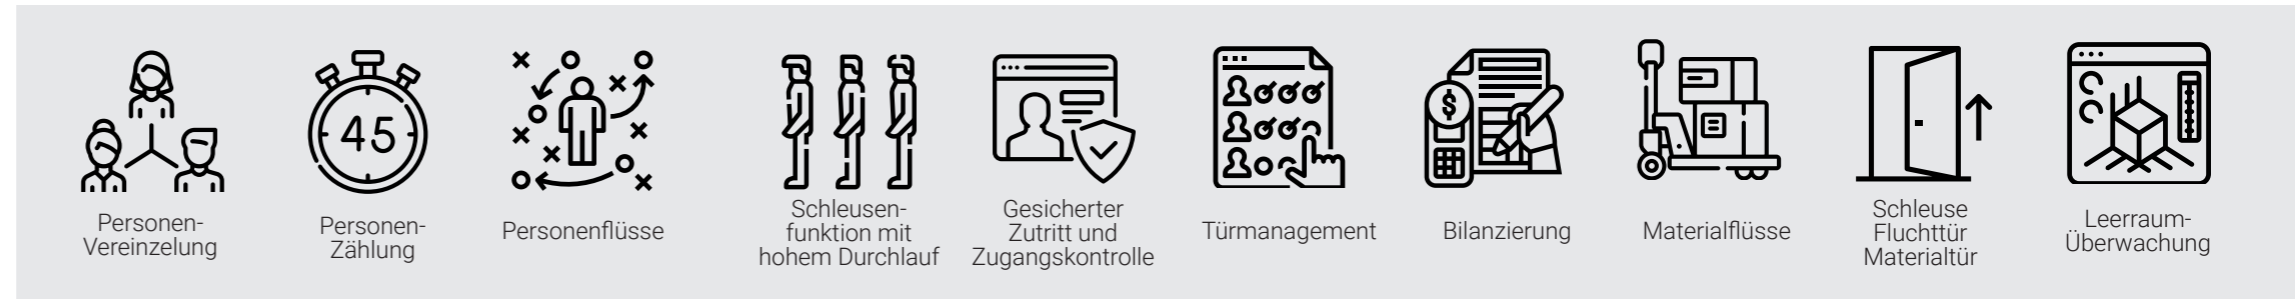 45
$
Personen-
Vereinzelung
Personen-
Zählung
Personenflüsse
Schleusen-
funktion mit
hohem Durchlauf
Gesicherter
Zutritt und
Zugangskontrolle
Türmanagement
Bilanzierung
Materialflüsse
Schleuse
Fluchttür
Materialtür
Leerraum-
Überwachung